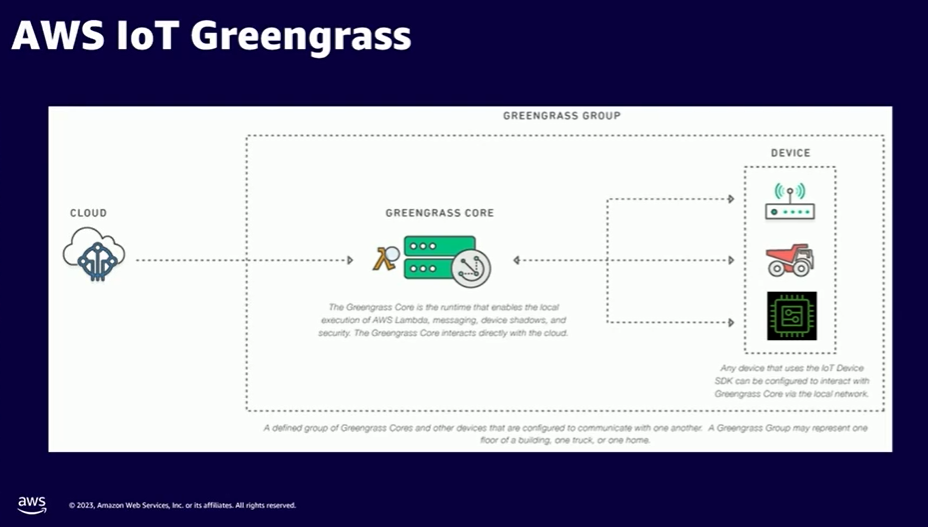 AWS IoT Greengrass
GREENGRASS GROUP
DEVICE
CLOUD
GREENGRASS CORE
The Greengrass Core is the runtime that enables the local
execution of AWS Lambda, messaging, device shadows, and
security. The Greengrass Core interacts directly with the cloud.
Any device that uses the IoT Device
SDK can be configured to interact with
Greengrass Core via the local network.
A defined group of Greengrass Cores and other devices that are configured to communicate with one another. A Greengrass Group may represent one
floor of a building, one truck, or one home.
aws
© 2023, Amazon Web Services, Inc. or its affiliates. All rights reserved.